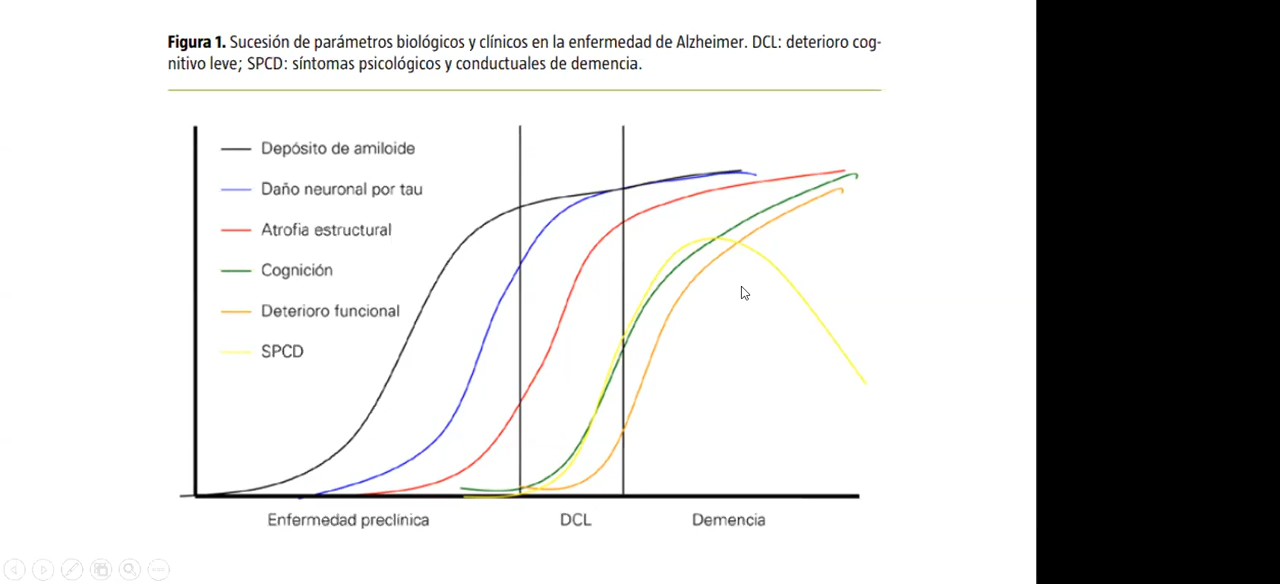 Figura 1. Sucesión de parámetros biológicos y clínicos en la enfermedad de Alzheimer. DCL: deterioro cog-
nitivo leve; SPCD: síntomas psicológicos y conductuales de demencia.
Depósito de amiloide
Daño neuronal por tau
Atrofia estructural
Cognición
Deterioro funcional
SPCD
Enfermedad preclínica
DCL
Demencia